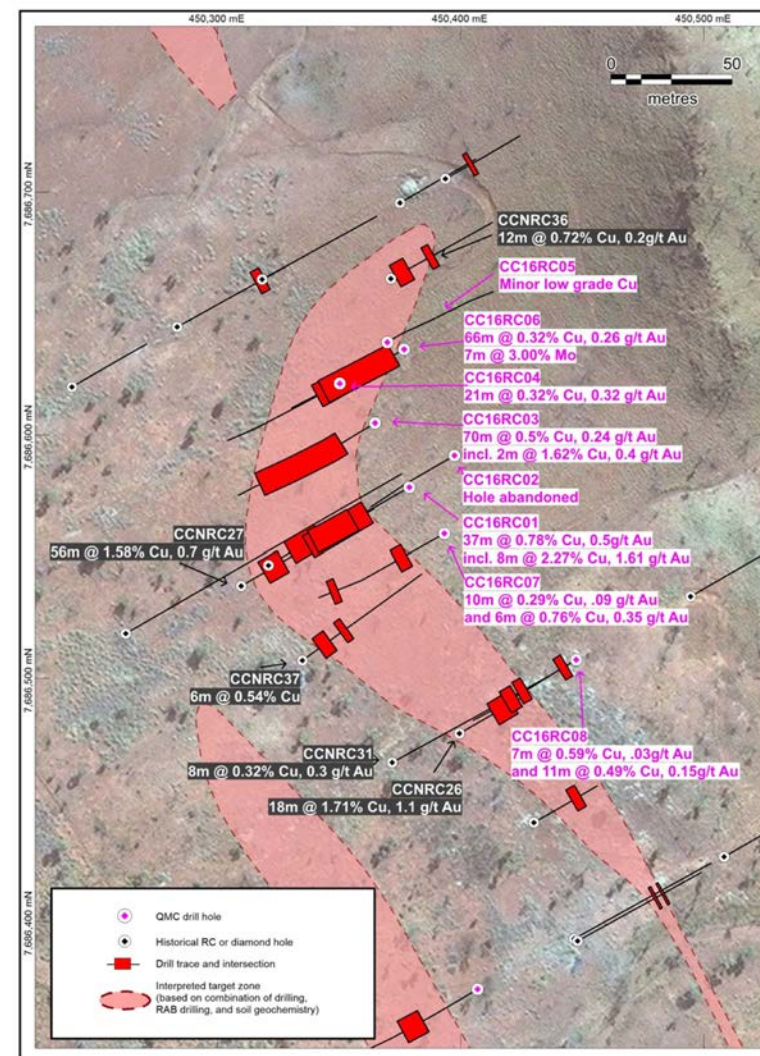 450,300 mE
450,400 mE
450,500 mE
0
50
metres
7,686,700 mN
CCNRC36
12m @ 0.72% Cu, 0.2g/t Au
CC16RC05
Minor low grade Cu
CC16RC06
66m @ 0.32% Cu, 0.26 g/t Au
7m @ 3.00% Mo
CC16RC04
21m @ 0.32% Cu, 0.32 g/t Au
7,686,600 mN
CC16RC03
70m @ 0.5% Cu, 0.24 g/t Au
incl. 2m @ 1.62% Cu, 0.4 g/t Au
CC16RC02
Hole abandoned
CC16RC01
37m @ 0.78% Cu, 0.5g/t Au
incl. 8m @ 2.27% Cu, 1.61 g/t Au
CCNRC27
56m @ 1.58% Cu, 0.7 g/t Au
CC16RC07
10m @ 0.29% Cu, .09 g/t Au
and 6m @ 0.76% Cu, 0.35 g/t Au
7,686,500 mN
CCNRC37
6m @ 0.54% Cu
CC16RC08
7m @ 0.59% Cu, .03g/t Au
and 11m @ 0.49% Cu, 0.15g/t Au
CCNRC31
8m @ 0.32% Cu, 0.3 g/t Au
CCNRC26
18m @ 1.71% Cu, 1.1 g/t Au
7,686,400 mN
QMC drill hole
Historical RC or diamond hole
Drill trace and intersection
Interpreted target zone
(based on combination of drilling,
RAB drilling, and soil geochemistry)